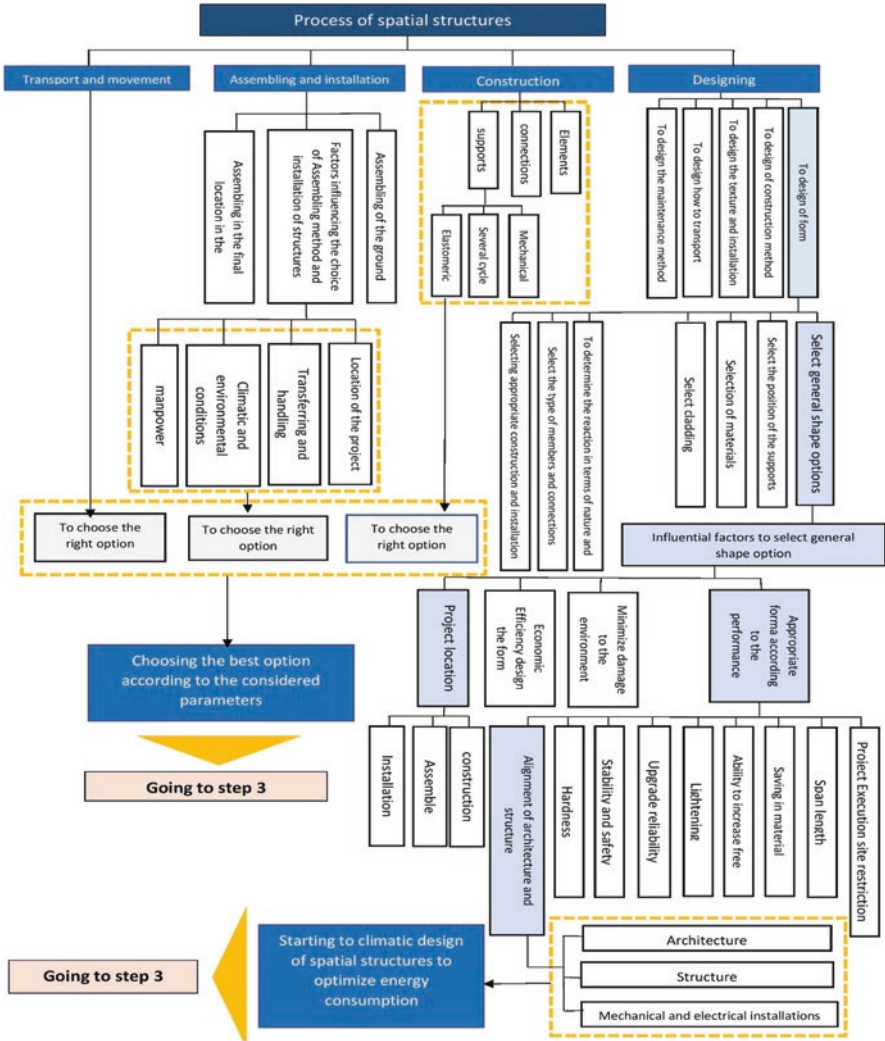 Process of spatial structures
Transport and movement
Assembling and installation
Construction
Designing
Assembling in the final
location in the
Factors influencing the choice
of Assembling method and
installation of structures
Assembling of the ground
supports
connections
Elements
Elastomeric
Several cycle
Mechanical
To design the maintenance method
To design how to transport
To design the texture and installation
To design of construction method
To design of form
manpower
Climatic and
environmental
conditions
Transferring and
handling
Location of the project
Selecting appropriate construction and installation
Select the type of members and connections
To determine the reaction in terms of nature and
Select cladding
Selection of materials
Select the position of the supports
Select general shape options
To choose the
right option
To choose the right
option
To choose the
right option
Influential factors to select general
shape option
Project location
Economic
Efficiency design
the form
Minimize damage
to the
environment
Appropriate
forma according
to the
performance
Choosing the best option
according to the considered
parameters
Going to step 3
Installation
Assemble
construction
Alignment of architecture and
structure
Hardness
Stability and safety
Upgrade reliability
Lightening
Ability to increase free
Saving in material
Span length
Project Execution site restriction
Architecture
Structure
Mechanical and electrical installations
Starting to climatic design
of spatial structures to
optimize energy
consumption
Going to step 3